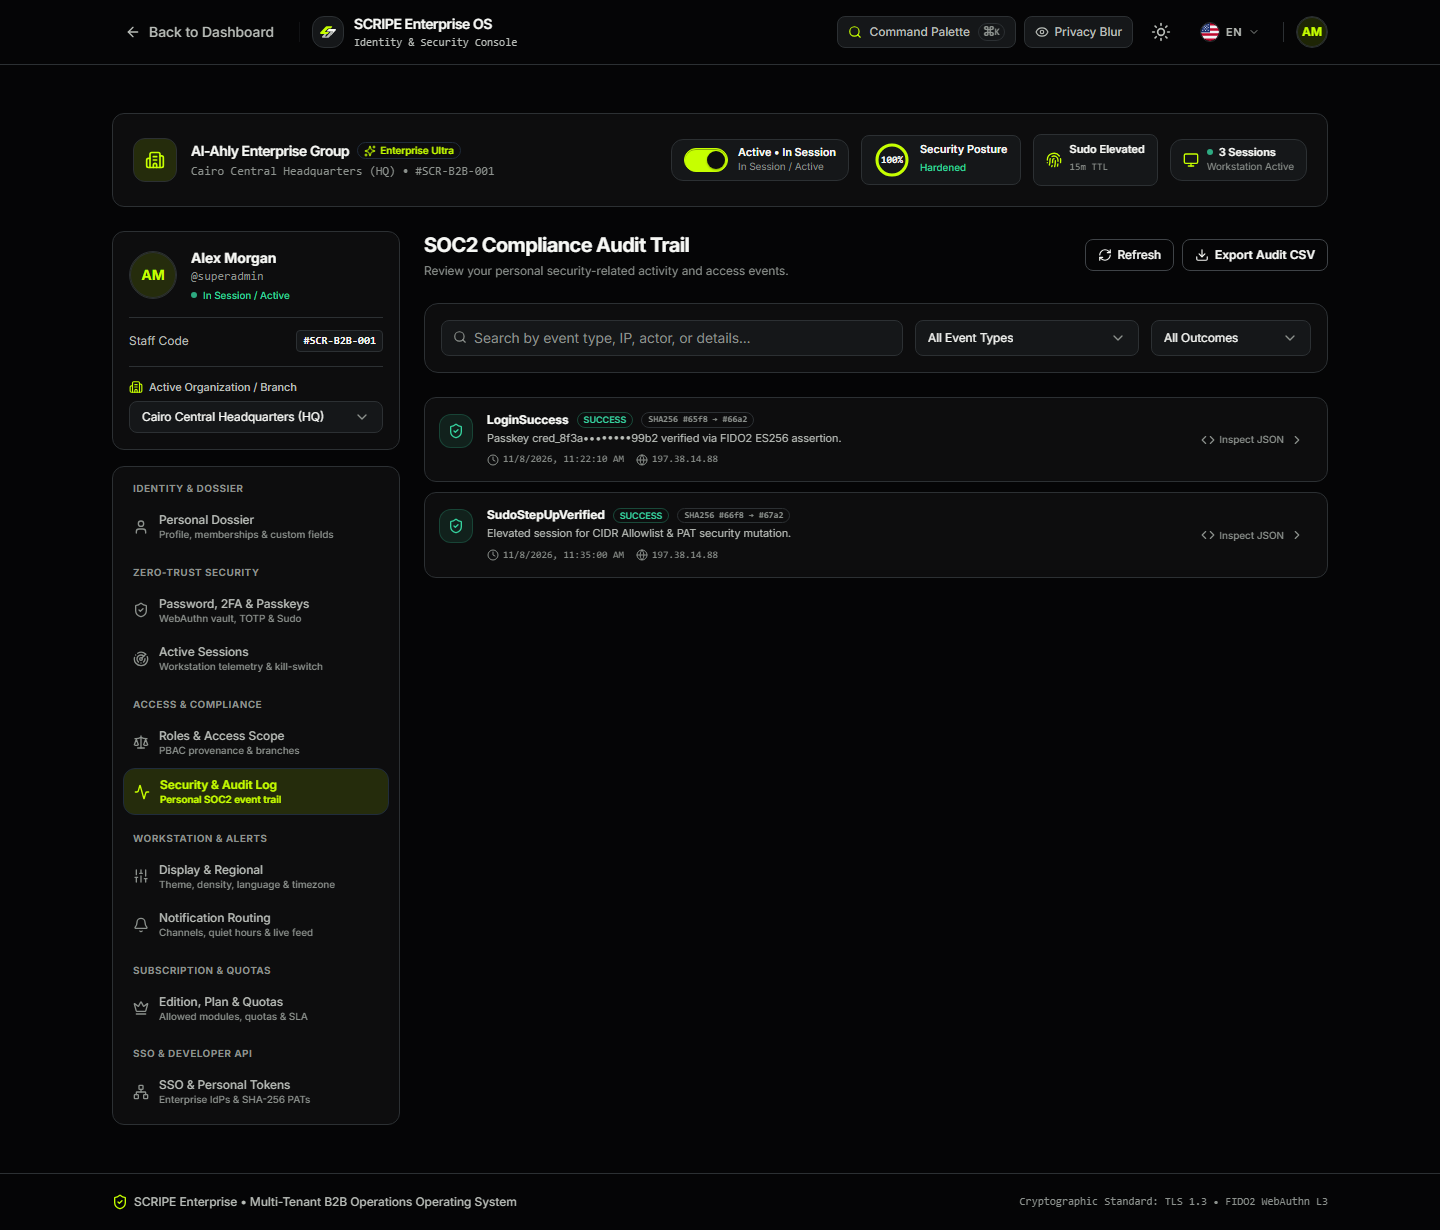 Back to Dashboard
SCRIPE Enterprise OS
Identity & Security Console
Command Palette ⌘K
Privacy Blur
EN
AM
Al-Ahly Enterprise Group
Enterprise Ultra
Cairo Central Headquarters (HQ) • #SCR-B2B-001
Active • In Session
In Session / Active
100%
Security Posture
Hardened
Sudo Elevated
15m TTL
3 Sessions
Workstation Active
AM
Alex Morgan
@superadmin
In Session / Active
Staff Code
#SCR-B2B-001
Active Organization / Branch
Cairo Central Headquarters (HQ)
IDENTITY & DOSSIER
Personal Dossier
Profile, memberships & custom fields
ZERO-TRUST SECURITY
Password, 2FA & Passkeys
WebAuthn vault, TOTP & Sudo
Active Sessions
Workstation telemetry & kill-switch
ACCESS & COMPLIANCE
Roles & Access Scope
PBAC provenance & branches
Security & Audit Log
Personal SOC2 event trail
WORKSTATION & ALERTS
Display & Regional
Theme, density, language & timezone
Notification Routing
Channels, quiet hours & live feed
SUBSCRIPTION & QUOTAS
Edition, Plan & Quotas
Allowed modules, quotas & SLA
SSO & DEVELOPER API
SSO & Personal Tokens
Enterprise IdPs & SHA-256 PATs
SOC2 Compliance Audit Trail
Review your personal security-related activity and access events.
Refresh
Export Audit CSV
Search by event type, IP, actor, or details...
All Event Types
All Outcomes
LoginSuccess
SUCCESS
SHA256 #65f8 → #66a2
Passkey cred_8f3a••••••••99b2 verified via FIDO2 ES256 assertion.
11/8/2026, 11:22:10 AM
197.38.14.88
Inspect JSON
SudoStepUpVerified
SUCCESS
SHA256 #66f8 → #67a2
Elevated session for CIDR Allowlist & PAT security mutation.
11/8/2026, 11:35:00 AM
197.38.14.88
Inspect JSON
SCRIPE Enterprise • Multi-Tenant B2B Operations Operating System
Cryptographic Standard: TLS 1.3 • FIDO2 WebAuthn L3